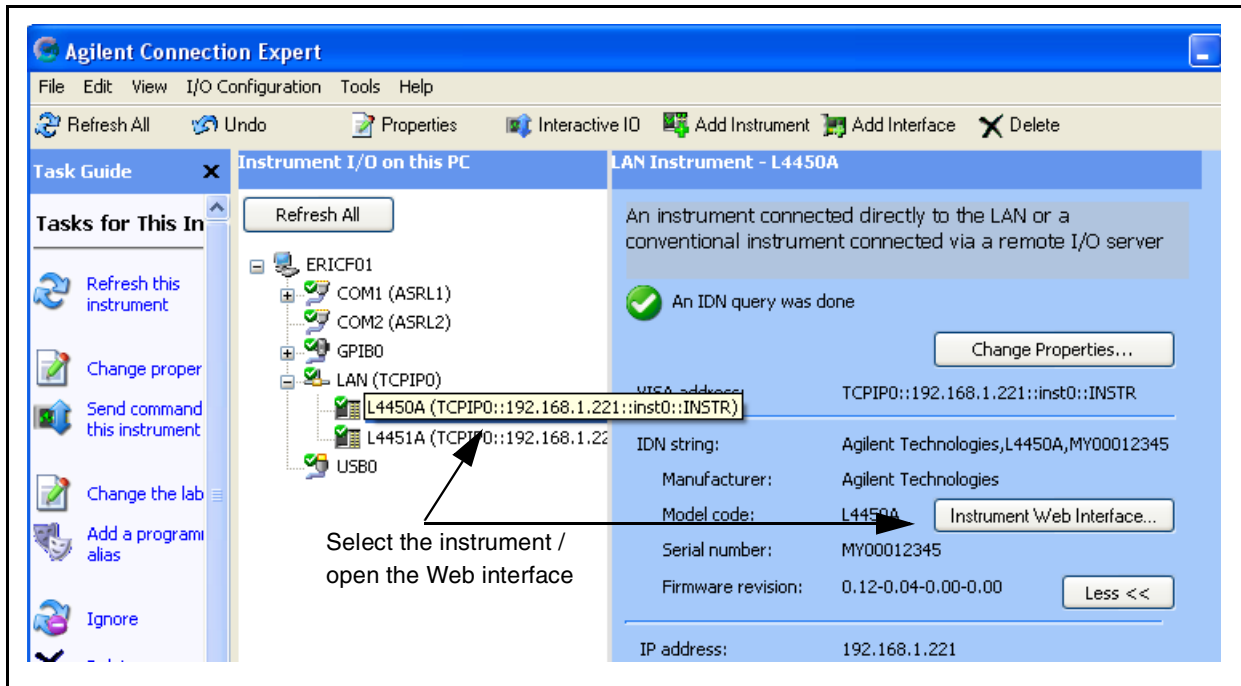 Agilent Connection Expert
File Edit View I/O Configuration Tools Help
Refresh All Undo Properties Interactive IO Add Instrument Add Interface Delete
Task Guide
Tasks for This In
Refresh this
instrument
Change proper
Send command
this instrument
Change the lab
Add a program
alias
Ignore
Instrument I/O on this PC
Refresh All
ERICF01
COM1 (ASRL1)
COM2 (ASRL2)
GPIB0
LAN (TCPIP0)
L4450A (TCPIP0::192.168.1.221::inst0::INSTR)
L4451A (TCPIP0::192.168.1.22
USB0
Select the instrument /
open the Web interface
LAN Instrument - L4450A
An instrument connected directly to the LAN or a
conventional instrument connected via a remote I/O server
An IDN query was done
Change Properties...
VISA address: TCPIP0::192.168.1.221::inst0::INSTR
IDN string: Agilent Technologies,L4450A,MY00012345
Manufacturer: Agilent Technologies
Model code: L4450A Instrument Web Interface...
Serial number: MY00012345
Firmware revision: 0.12-0.04-0.00-0.00 Less <<
IP address: 192.168.1.221